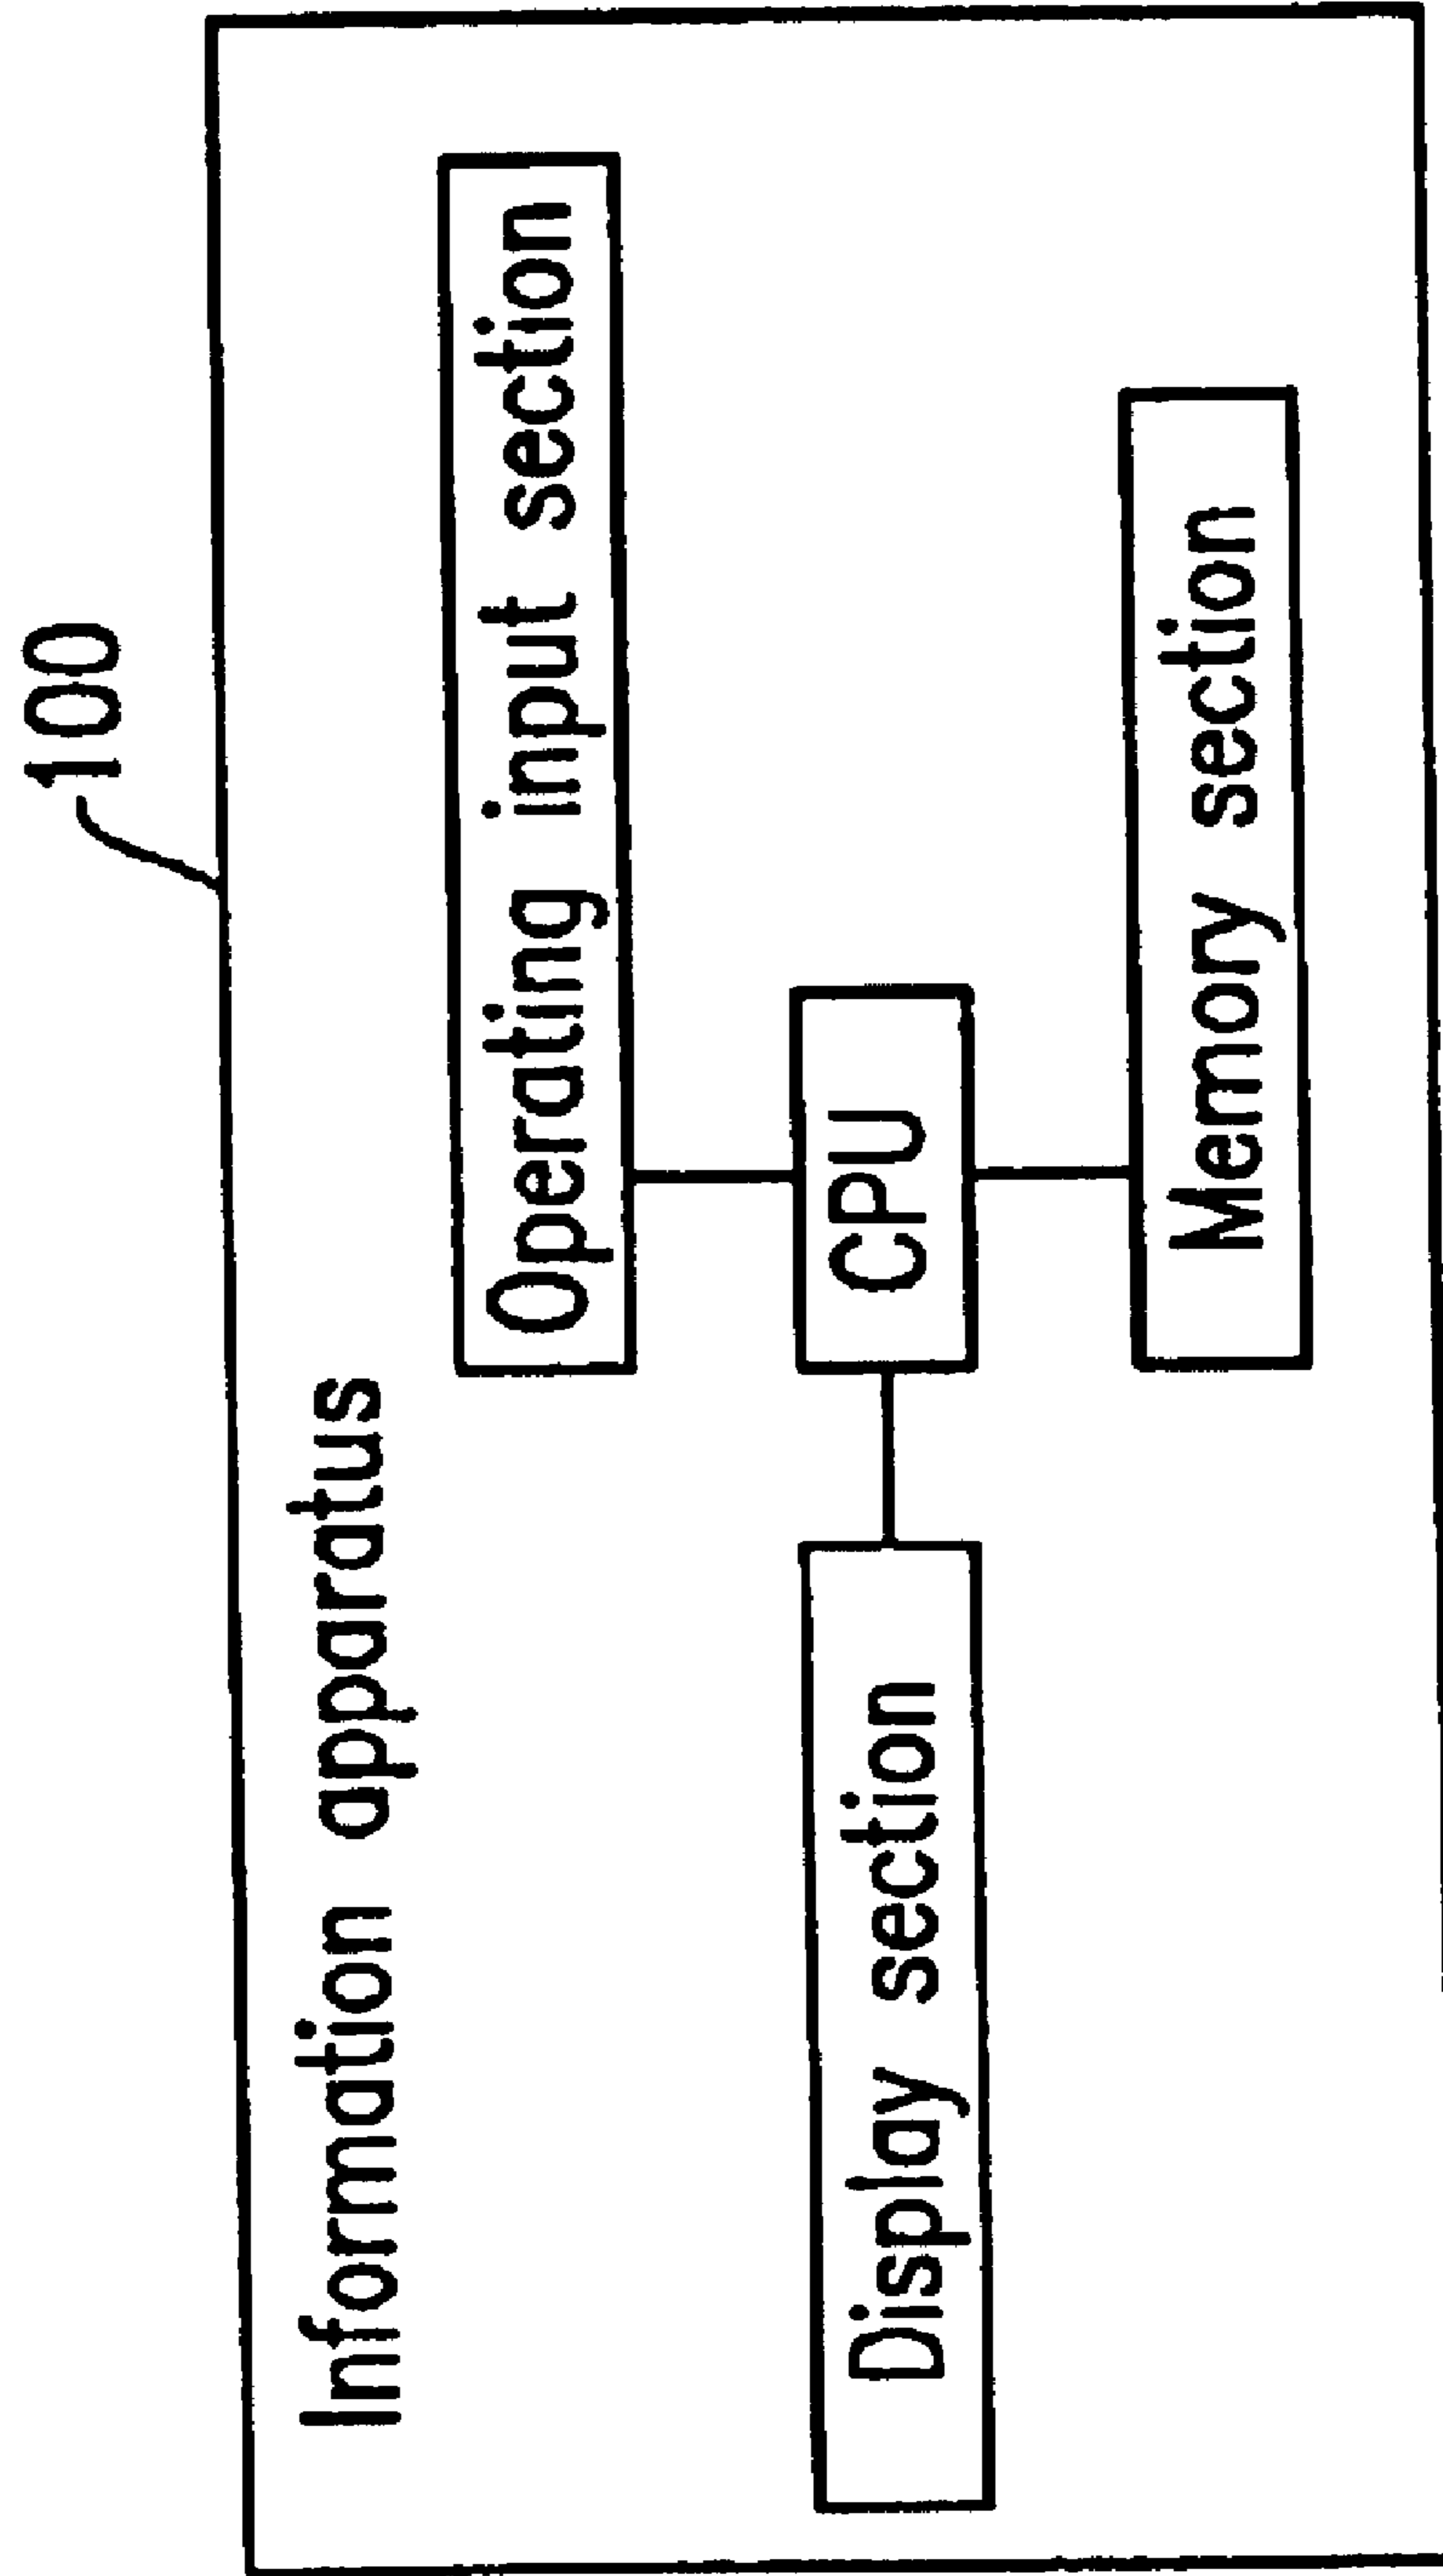 100
Information apparatus
Operating input section
Display section
CPU
Memory section